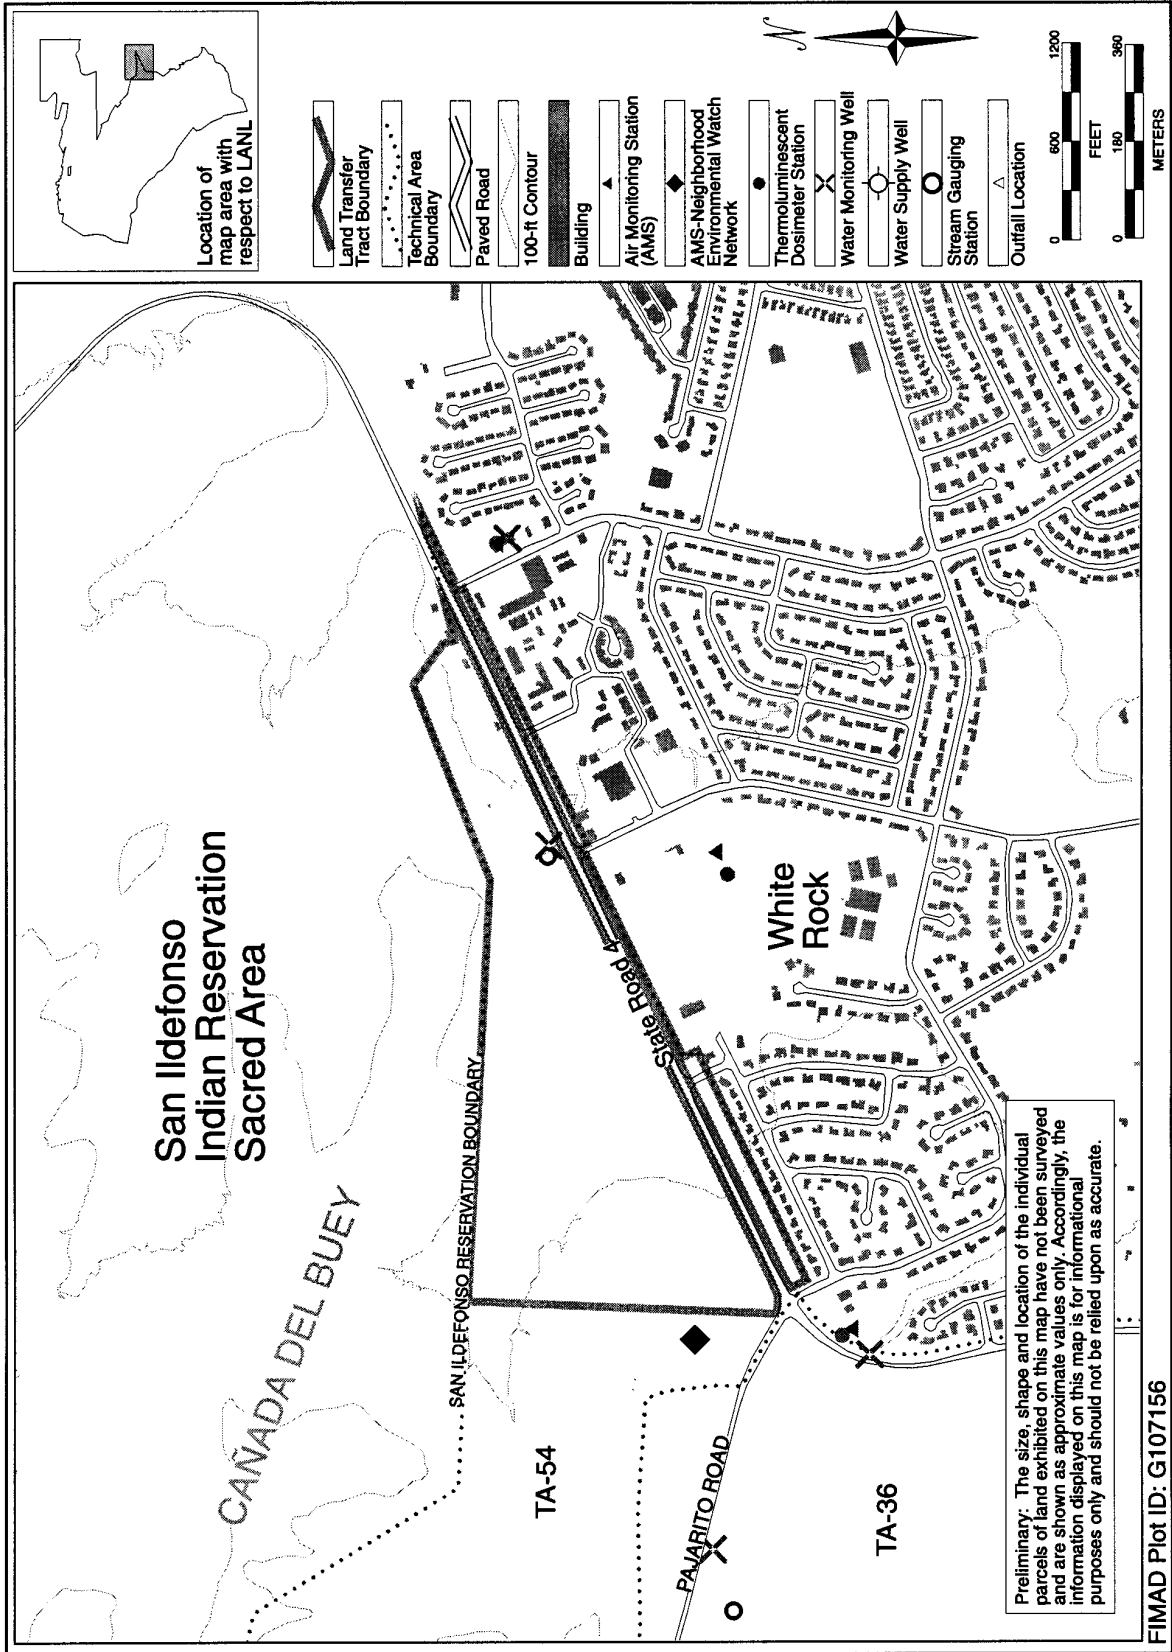 San Ildefonso
Indian Reservation
Sacred Area
CAÑADA DEL BUEY
SAN ILDEFONSO RESERVATION BOUNDARY
State Road 4
White
Rock
TA-54
PAJARITO ROAD
TA-36
Preliminary: The size, shape and location of the individual
parcels of land exhibited on this map have not been surveyed
and are shown as approximate values only. Accordingly, the
information displayed on this map is for informational
purposes only and should not be relied upon as accurate.
FIMAD Plot ID: G107156
Location of
map area with
respect to LANL
Land Transfer
Tract Boundary
Technical Area
Boundary
Paved Road
100-ft Contour
Building
Air Monitoring Station
(AMS)
AMS-Neighborhood
Environmental Watch
Network
Thermoluminescent
Dosimeter Station
Water Monitoring Well
Water Supply Well
Stream Gauging
Station
Outfall Location
N
0 600 1200
FEET
0 180 360
METERS